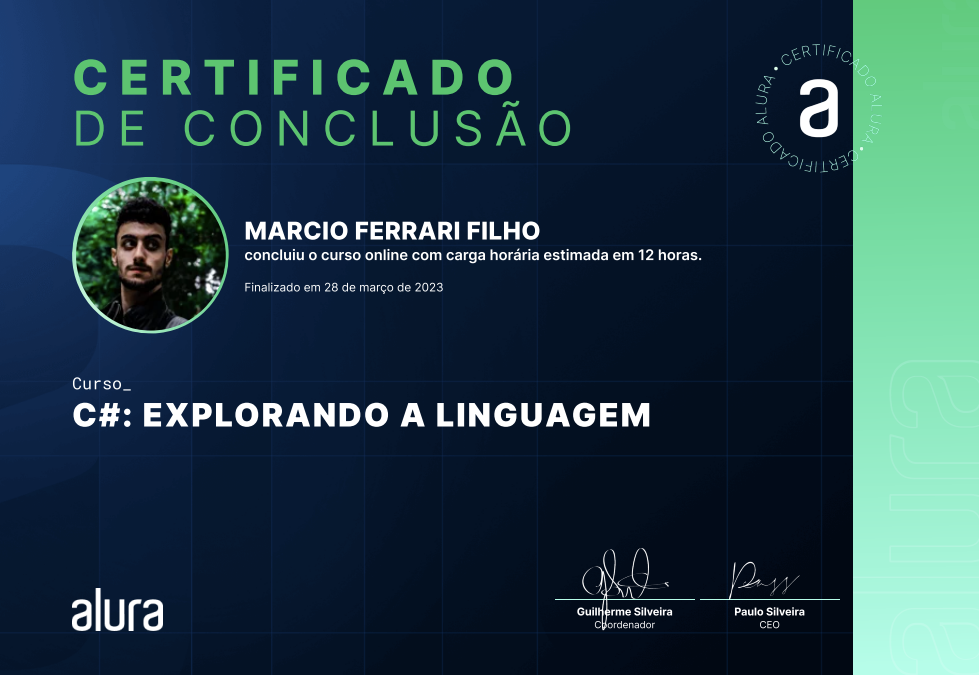 CERTIFICADO
DE CONCLUSÃO
CERTIFICADO ALURA • CERTIFICADO ALURA •
a
MARCIO FERRARI FILHO
concluiu o curso online com carga horária estimada em 12 horas.
Finalizado em 28 de março de 2023
Curso_
C#: EXPLORANDO A LINGUAGEM
alura
Guilherme Silveira
Coordenador
Paulo Silveira
CEO
alura